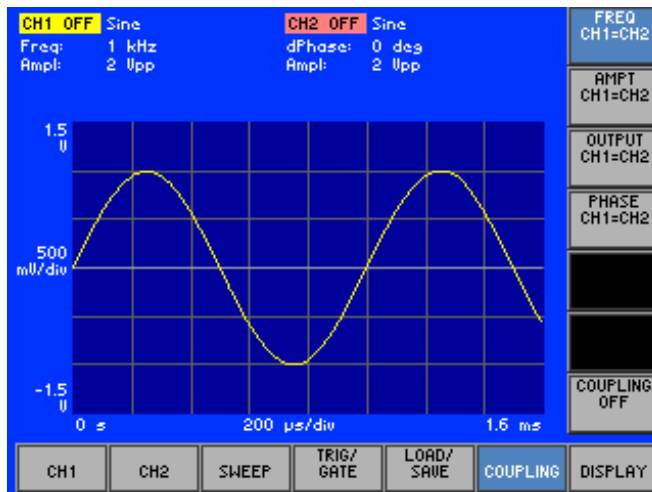 CH1 OFF Sine
Freq: 1 kHz
Ampl: 2 Vpp
CH2 OFF Sine
dPhase: 0 deg
Ampl: 2 Vpp
1.5
V
500
mV/div
-1.5
V
0 s
200 µs/div
1.6 ms
FREQ
CH1=CH2
AMPT
CH1=CH2
OUTPUT
CH1=CH2
PHASE
CH1=CH2
COUPLING
OFF
CH1
CH2
SWEEP
TRIG/
GATE
LOAD/
SAVE
COUPLING
DISPLAY